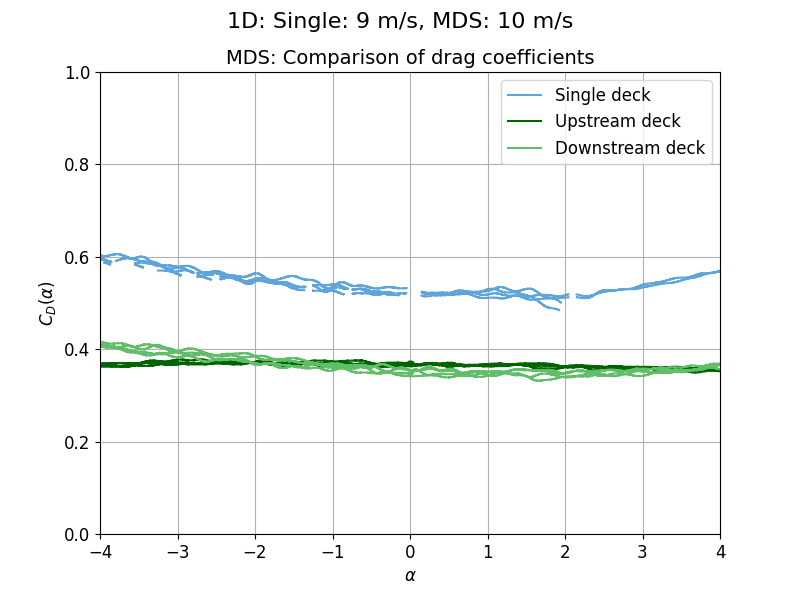 1D: Single: 9 m/s, MDS: 10 m/s
MDS: Comparison of drag coefficients
Single deck
Upstream deck
Downstream deck
1.0
0.8
0.6
0.4
0.2
0.0
C_D(α)
−4 −3 −2 −1 0 1 2 3 4
α